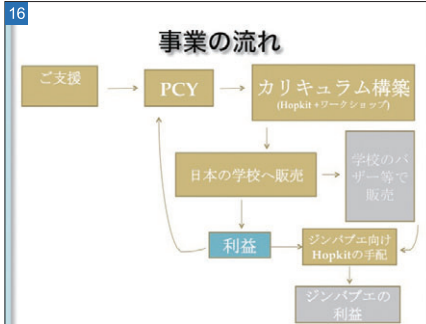 16
事業の流れ
ご支援
PCY
カリキュラム構築
(Hopkit +ワークショップ)
日本の学校へ販売
学校のバ
ザー等で
販売
利益
ジンバブエ向け
Hopkitの手配
ジンバブエの
利益